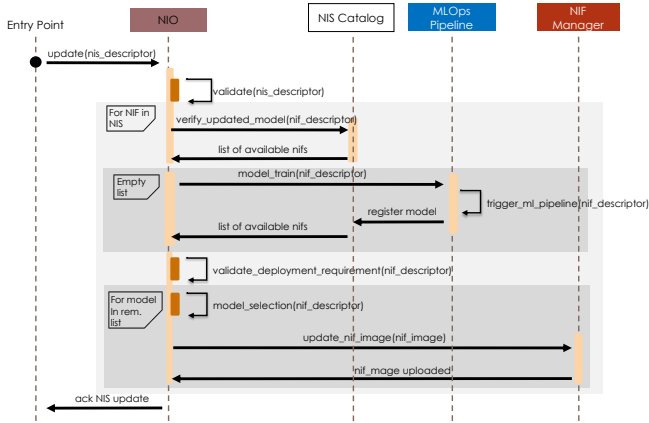 Entry Point
NIO
NIS Catalog
MLOps
Pipeline
NIF
Manager
update(nis_descriptor)
validate(nis_descriptor)
For NIF in
NIS
verify_updated_model(nif_descriptor)
list of available nifs
Empty
list
model_train(nif_descriptor)
trigger_ml_pipeline(nif_descriptor)
register model
list of available nifs
validate_deployment_requirement(nif_descriptor)
For model
In rem.
list
model_selection(nif_descriptor)
update_nif_image(nif_image)
nif_mage uploaded
ack NIS update